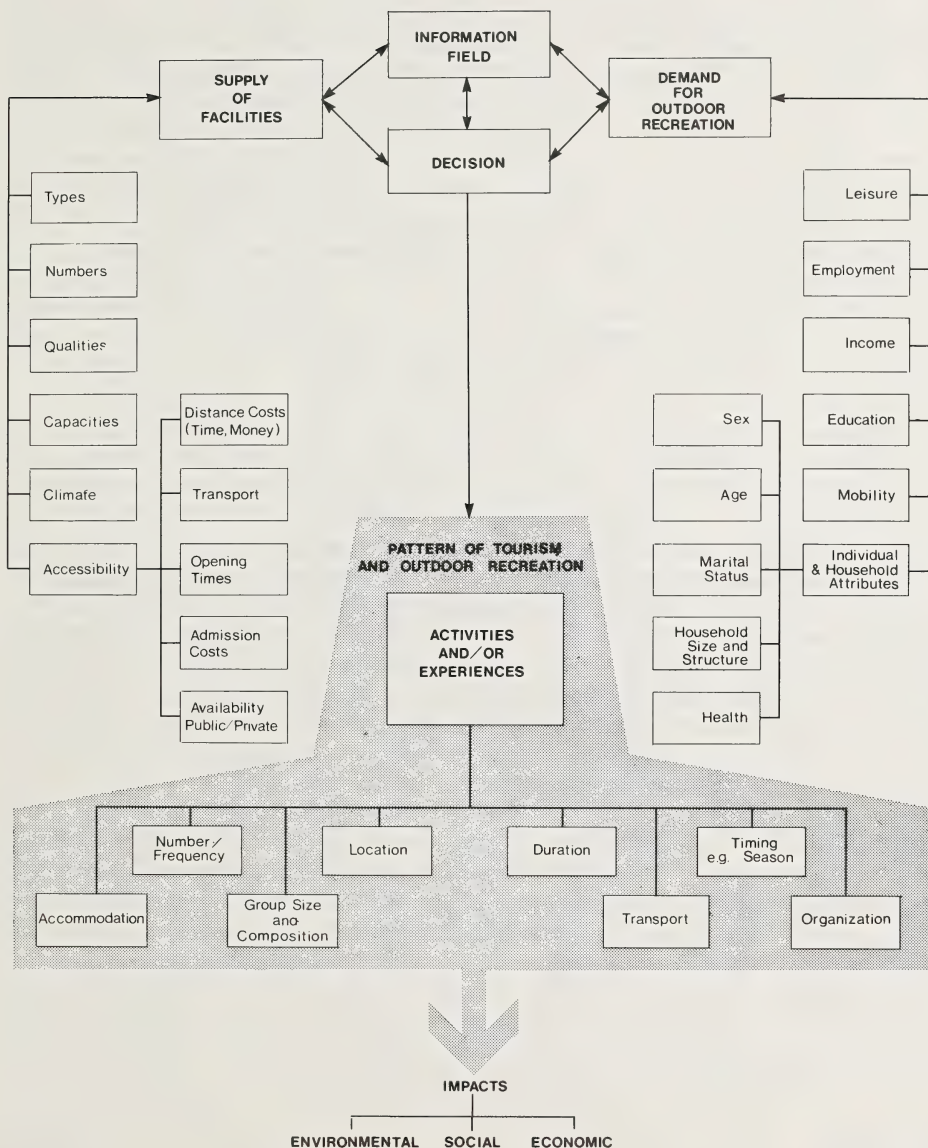 INFORMATION
FIELD
SUPPLY
OF
FACILITIES
DEMAND
FOR
OUTDOOR
RECREATION
DECISION
Types
Numbers
Qualities
Capacities
Climate
Accessibility
Distance Costs
(Time, Money)
Transport
Opening
Times
Admission
Costs
Availability
Public/Private
Leisure
Employment
Income
Education
Mobility
Individual
& Household
Attributes
Sex
Age
Marital
Status
Household
Size and
Structure
Health
PATTERN OF TOURISM
AND OUTDOOR RECREATION
ACTIVITIES
AND/OR
EXPERIENCES
Number/
Frequency
Location
Duration
Timing
e.g. Season
Accommodation
Group Size
and
Composition
Transport
Organization
IMPACTS
ENVIRONMENTAL SOCIAL ECONOMIC